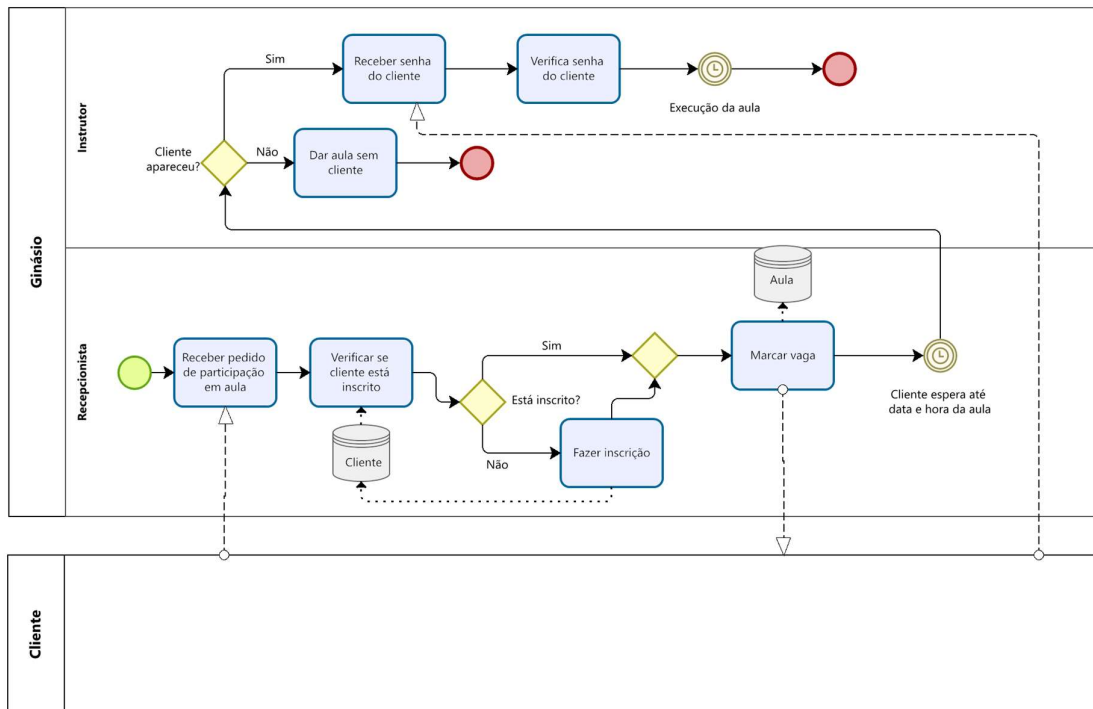 Ginásio
Instrutor
Sim
Receber senha
do cliente
Verifica senha
do cliente
Execução da aula
Cliente
apareceu?
Não
Dar aula sem
cliente
Recepcionista
Aula
Receber pedido
de participação
em aula
Verificar se
cliente está
inscrito
Sim
Está inscrito?
Não
Marcar vaga
Cliente espera até
data e hora da aula
Cliente
Fazer inscrição
Cliente